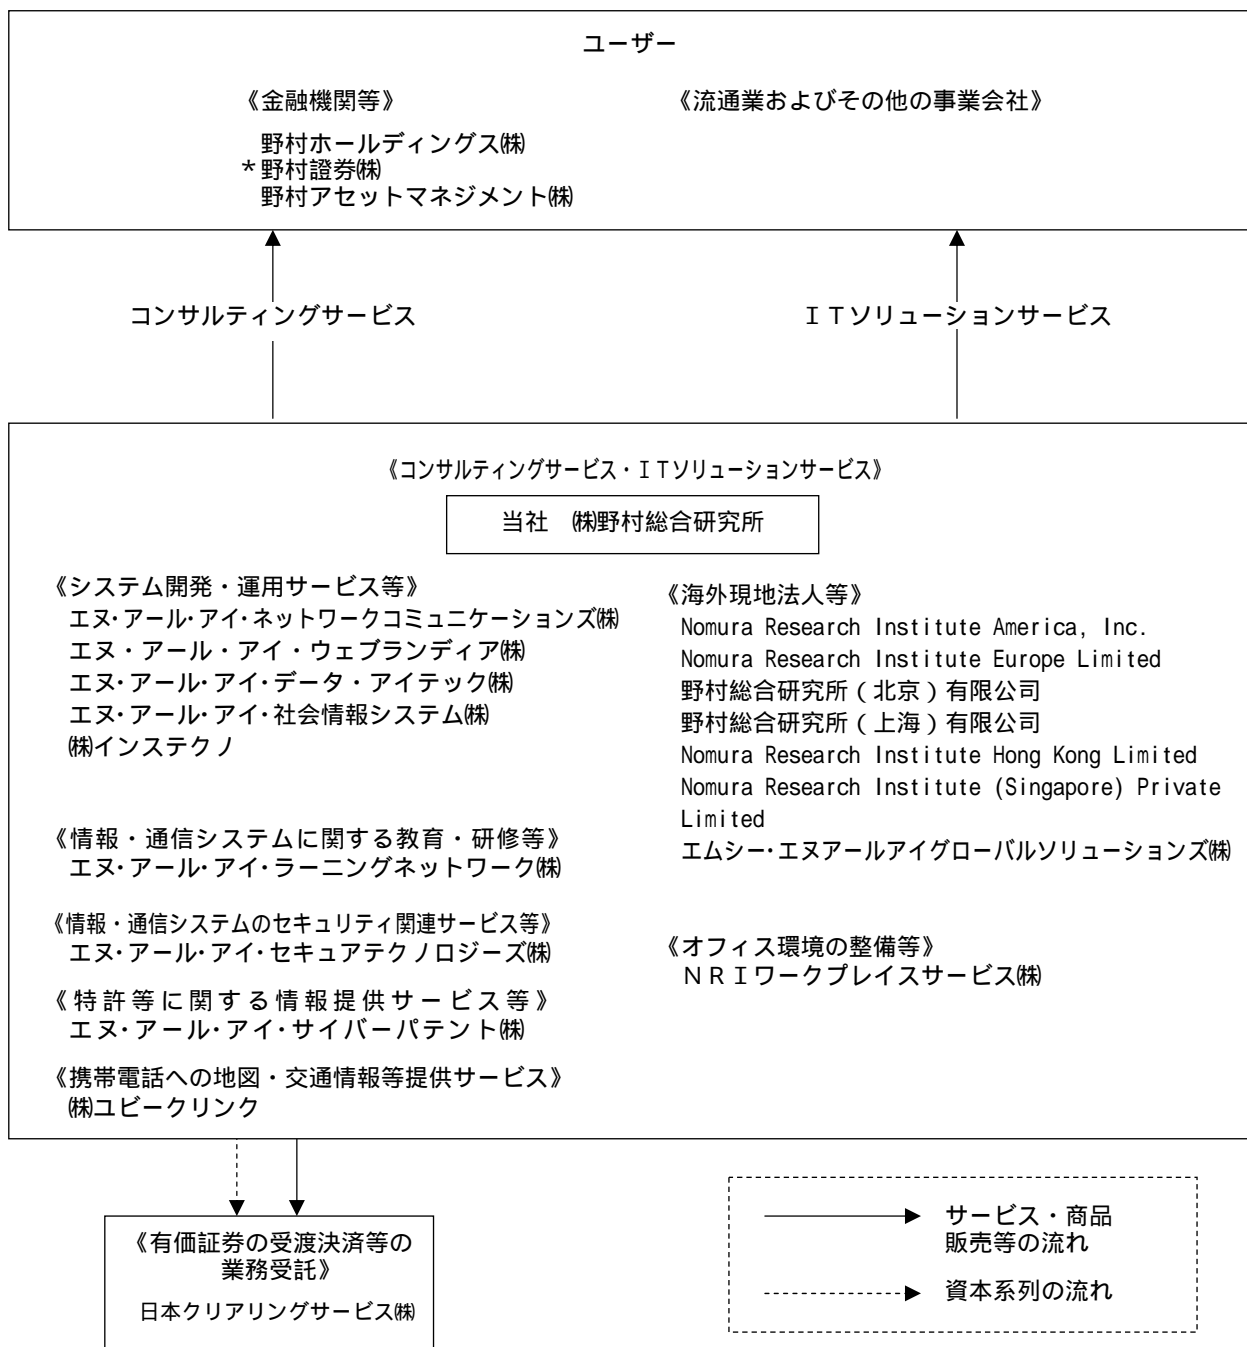 ユーザー
《金融機関等》
野村ホールディングス㈱
*野村證券㈱
野村アセットマネジメント㈱
《流通業およびその他の事業会社》
コンサルティングサービス
ＩＴソリューションサービス
《コンサルティングサービス・ＩＴソリューションサービス》
当社　㈱野村総合研究所
《システム開発・運用サービス等》
エヌ・アール・アイ・ネットワークコミュニケーションズ㈱
エヌ・アール・アイ・ウェブランディア㈱
エヌ・アール・アイ・データ・アイテック㈱
エヌ・アール・アイ・社会情報システム㈱
㈱インステクノ
《情報・通信システムに関する教育・研修等》
エヌ・アール・アイ・ラーニングネットワーク㈱
《情報・通信システムのセキュリティ関連サービス等》
エヌ・アール・アイ・セキュアテクノロジーズ㈱
《特許等に関する情報提供サービス等》
エヌ・アール・アイ・サイバーパテント㈱
《携帯電話への地図・交通情報等提供サービス》
㈱ユビークリンク
《海外現地法人等》
Nomura Research Institute America, Inc.
Nomura Research Institute Europe Limited
野村総合研究所（北京）有限公司
野村総合研究所（上海）有限公司
Nomura Research Institute Hong Kong Limited
Nomura Research Institute (Singapore) Private
Limited
エムシー・エヌアールアイグローバルソリューションズ㈱
《オフィス環境の整備等》
ＮＲＩワークプレイスサービス㈱
《有価証券の受渡決済等の
業務受託》
日本クリアリングサービス㈱
サービス・商品
販売等の流れ
資本系列の流れ